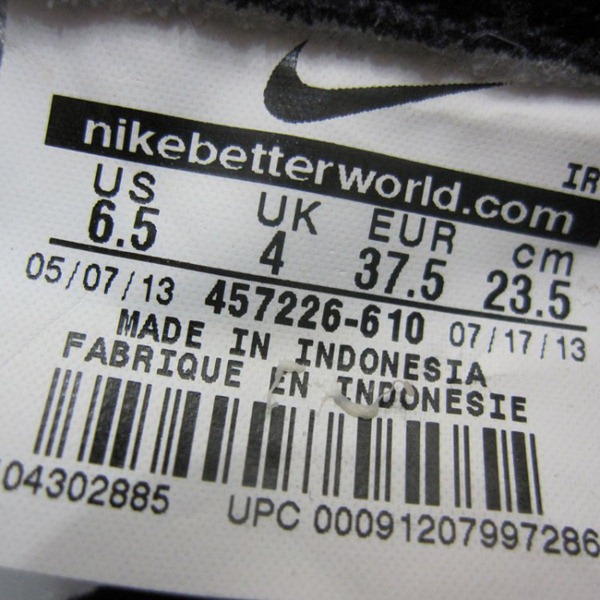 nikebetterworld.com
IR
US UK EUR cm
6.5 4 37.5 23.5
05/07/13 457226-610 07/17/13
MADE IN INDONESIA
FABRIQUE EN INDONESIE
04302885 UPC 00091207997286